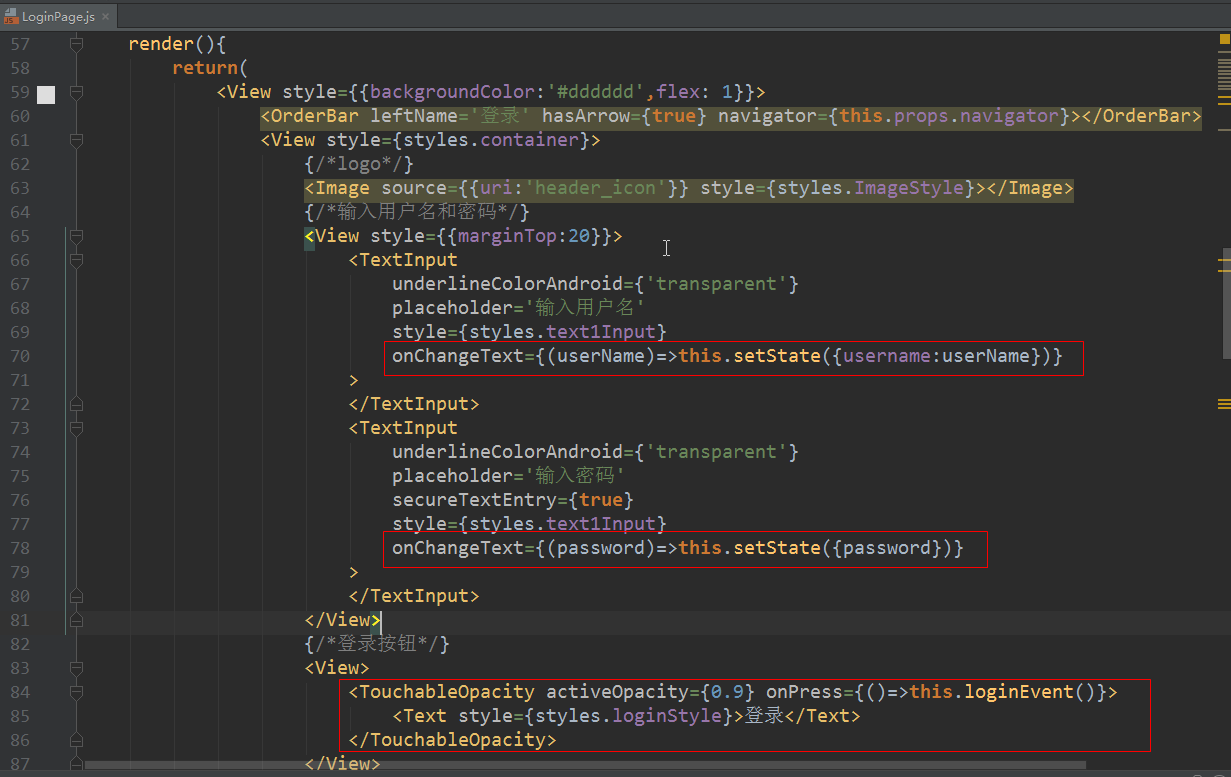 LoginPage.js ×
57 render(){
58 return(
59 <View style={{backgroundColor:'#dddddd',flex: 1}}>
60 <OrderBar leftName='登录' hasArrow={true} navigator={this.props.navigator}></OrderBar>
61 <View style={styles.container}>
62 {/*logo*/}
63 <Image source={{uri:'header_icon'}} style={styles.ImageStyle}></Image>
64 {/*输入用户名和密码*/}
65 <View style={{marginTop:20}}>
66 <TextInput
67 underlineColorAndroid={'transparent'}
68 placeholder='输入用户名'
69 style={styles.text1Input}
70 onChangeText={(userName)=>this.setState({username:userName})}
71 >
72 </TextInput>
73 <TextInput
74 underlineColorAndroid={'transparent'}
75 placeholder='输入密码'
76 secureTextEntry={true}
77 style={styles.text1Input}
78 onChangeText={(password)=>this.setState({password})}
79 >
80 </TextInput>
81 </View>
82 {/*登录按钮*/}
83 <View>
84 <TouchableOpacity activeOpacity={0.9} onPress={()=>this.loginEvent()}>
85 <Text style={styles.loginStyle}>登录</Text>
86 </TouchableOpacity>
87 </View>